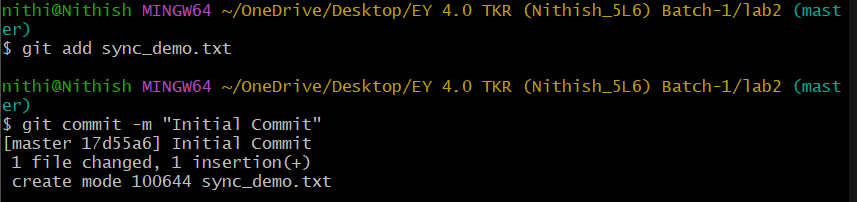 nithi@Nithish MINGW64 ~/OneDrive/Desktop/EY 4.0 TKR (Nithish_5L6) Batch-1/lab2 (mast
er)
$ git add sync_demo.txt
nithi@Nithish MINGW64 ~/OneDrive/Desktop/EY 4.0 TKR (Nithish_5L6) Batch-1/lab2 (mast
er)
$ git commit -m "Initial Commit"
[master 17d55a6] Initial Commit
 1 file changed, 1 insertion(+)
 create mode 100644 sync_demo.txt